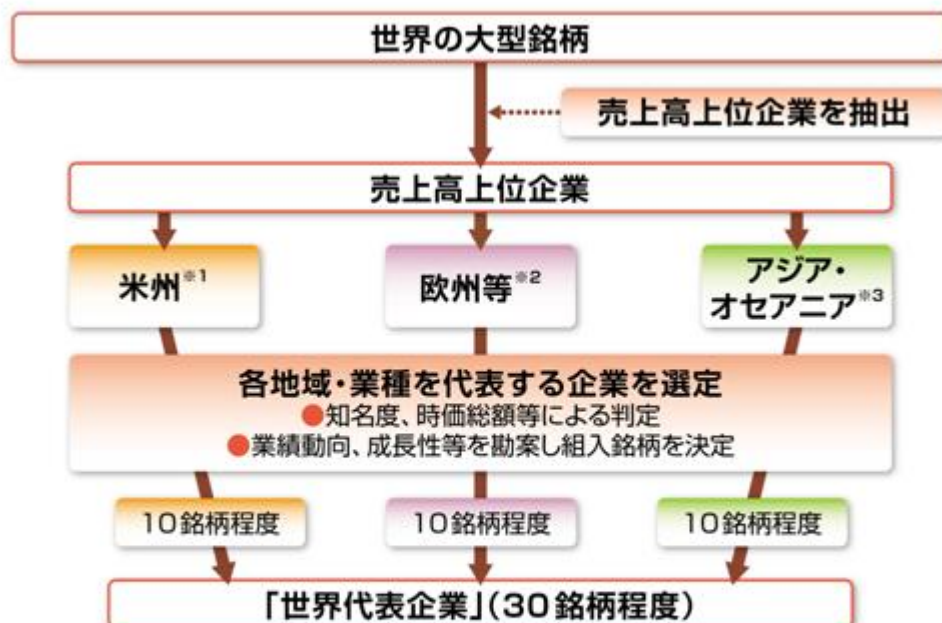 世界の大型銘柄
売上高上位企業を抽出
売上高上位企業
米州※1
欧州等※2
アジア・
オセアニア※3
各地域・業種を代表する企業を選定
●知名度、時価総額等による判定
●業績動向、成長性等を勘案し組入銘柄を決定
10銘柄程度
10銘柄程度
10銘柄程度
「世界代表企業」(30銘柄程度)